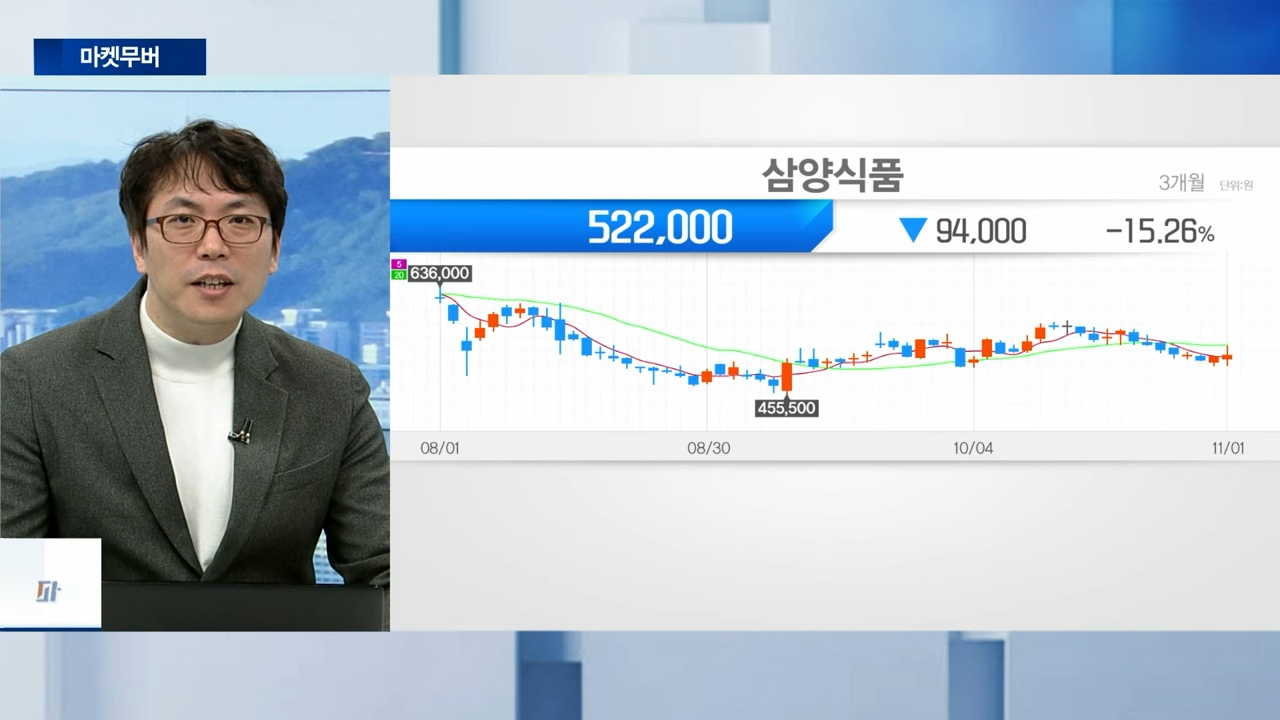 마켓무버
삼양식품
3개월 단위:원
522,000 ▼ 94,000 -15.26%
5
20
636,000
455,500
08/01 08/30 10/04 11/01